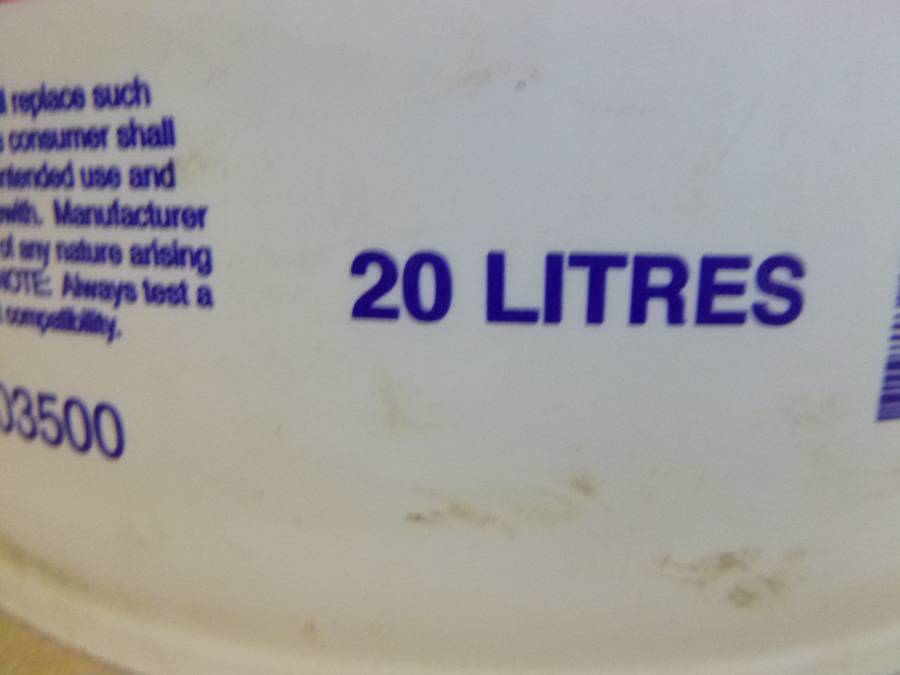 replace such
consumer shall
intended use and
Manufacturer
of any nature arising
NOTE: Always test a
compatibility.
20 LITRES
03500